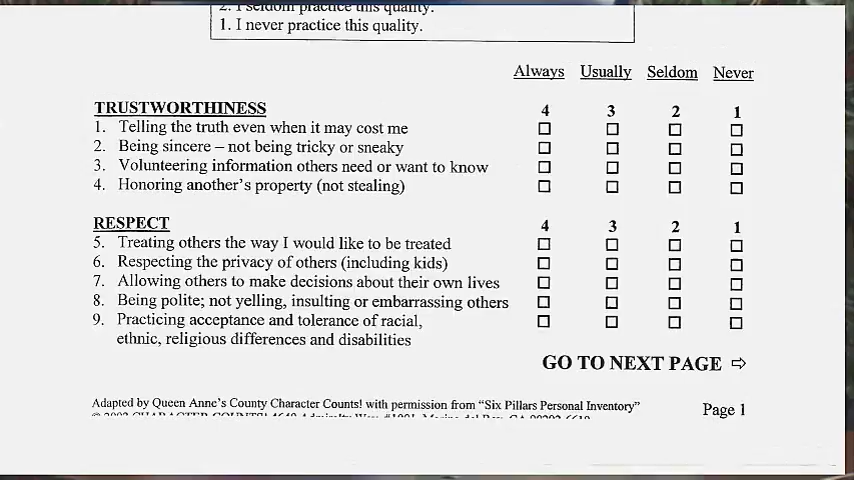 2. I seldom practice this quality.
1. I never practice this quality.
Always Usually Seldom Never
TRUSTWORTHINESS 4 3 2 1
1. Telling the truth even when it may cost me
2. Being sincere – not being tricky or sneaky
3. Volunteering information others need or want to know
4. Honoring another's property (not stealing)
RESPECT 4 3 2 1
5. Treating others the way I would like to be treated
6. Respecting the privacy of others (including kids)
7. Allowing others to make decisions about their own lives
8. Being polite; not yelling, insulting or embarrassing others
9. Practicing acceptance and tolerance of racial,
ethnic, religious differences and disabilities
GO TO NEXT PAGE ⇨
Adapted by Queen Anne's County Character Counts! with permission from “Six Pillars Personal Inventory”
Page 1